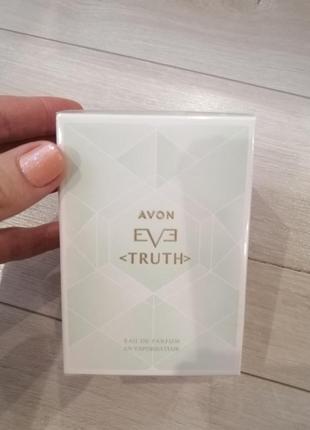 AVON
EVE
<TRUTH>
EAU DE PARFUM
EN VAPORISATEUR